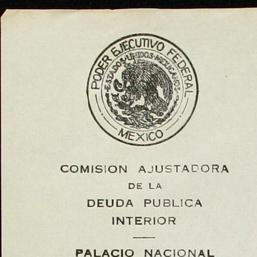 PODER EJECUTIVO FEDERAL
ESTADOS UNIDOS MEXICANOS
MEXICO
COMISION AJUSTADORA
DE LA
DEUDA PUBLICA
INTERIOR
PALACIO NACIONAL